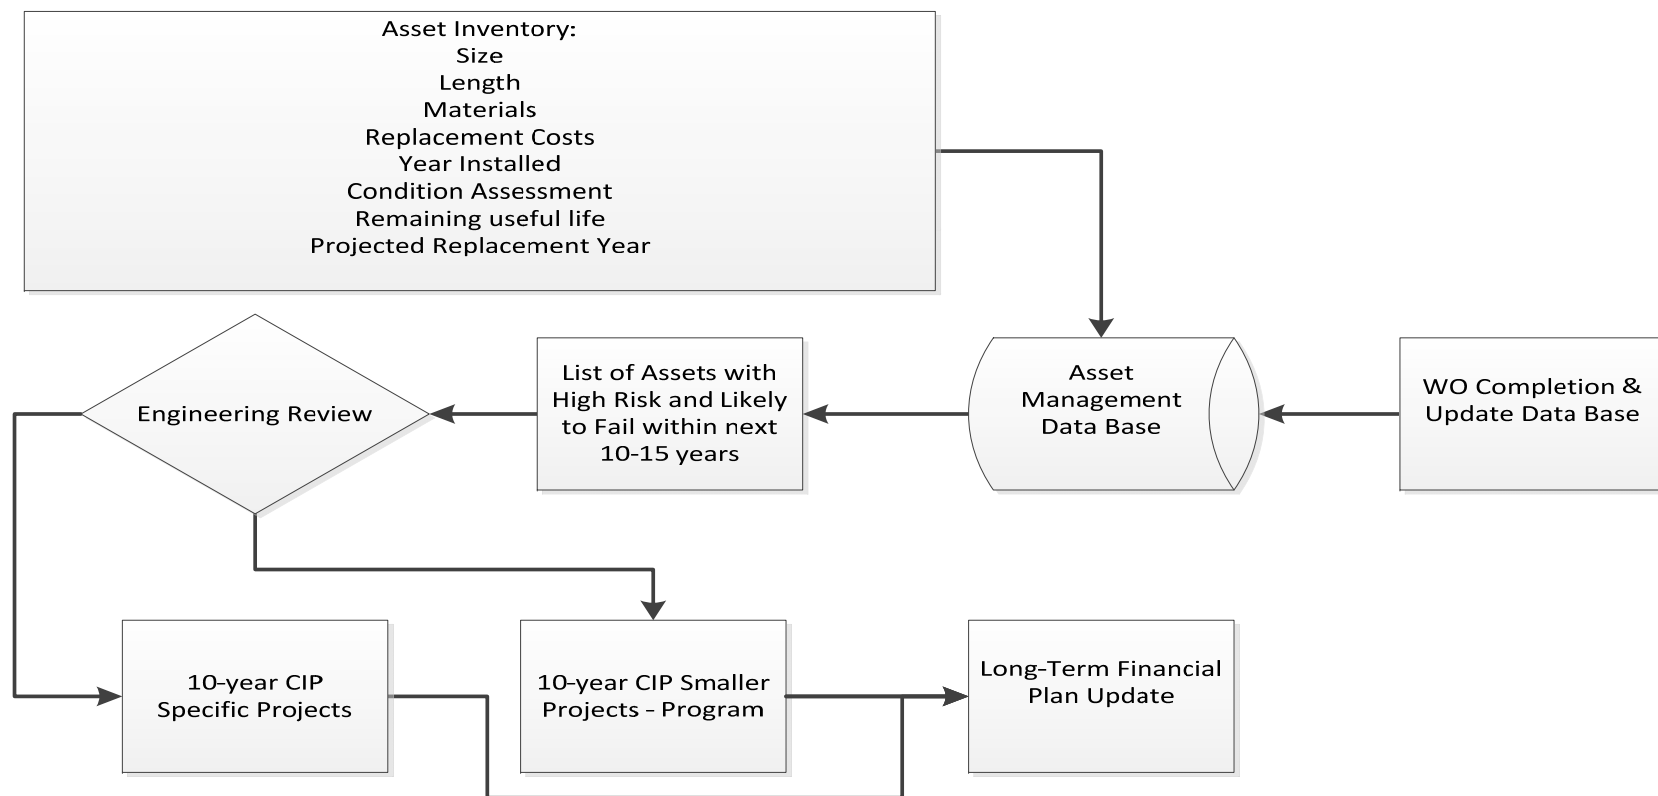 Asset Inventory:
Size
Length
Materials
Replacement Costs
Year Installed
Condition Assessment
Remaining useful life
Projected Replacement Year
Engineering Review
List of Assets with
High Risk and Likely
to Fail within next
10-15 years
Asset
Management
Data Base
WO Completion &
Update Data Base
10-year CIP
Specific Projects
10-year CIP Smaller
Projects - Program
Long-Term Financial
Plan Update